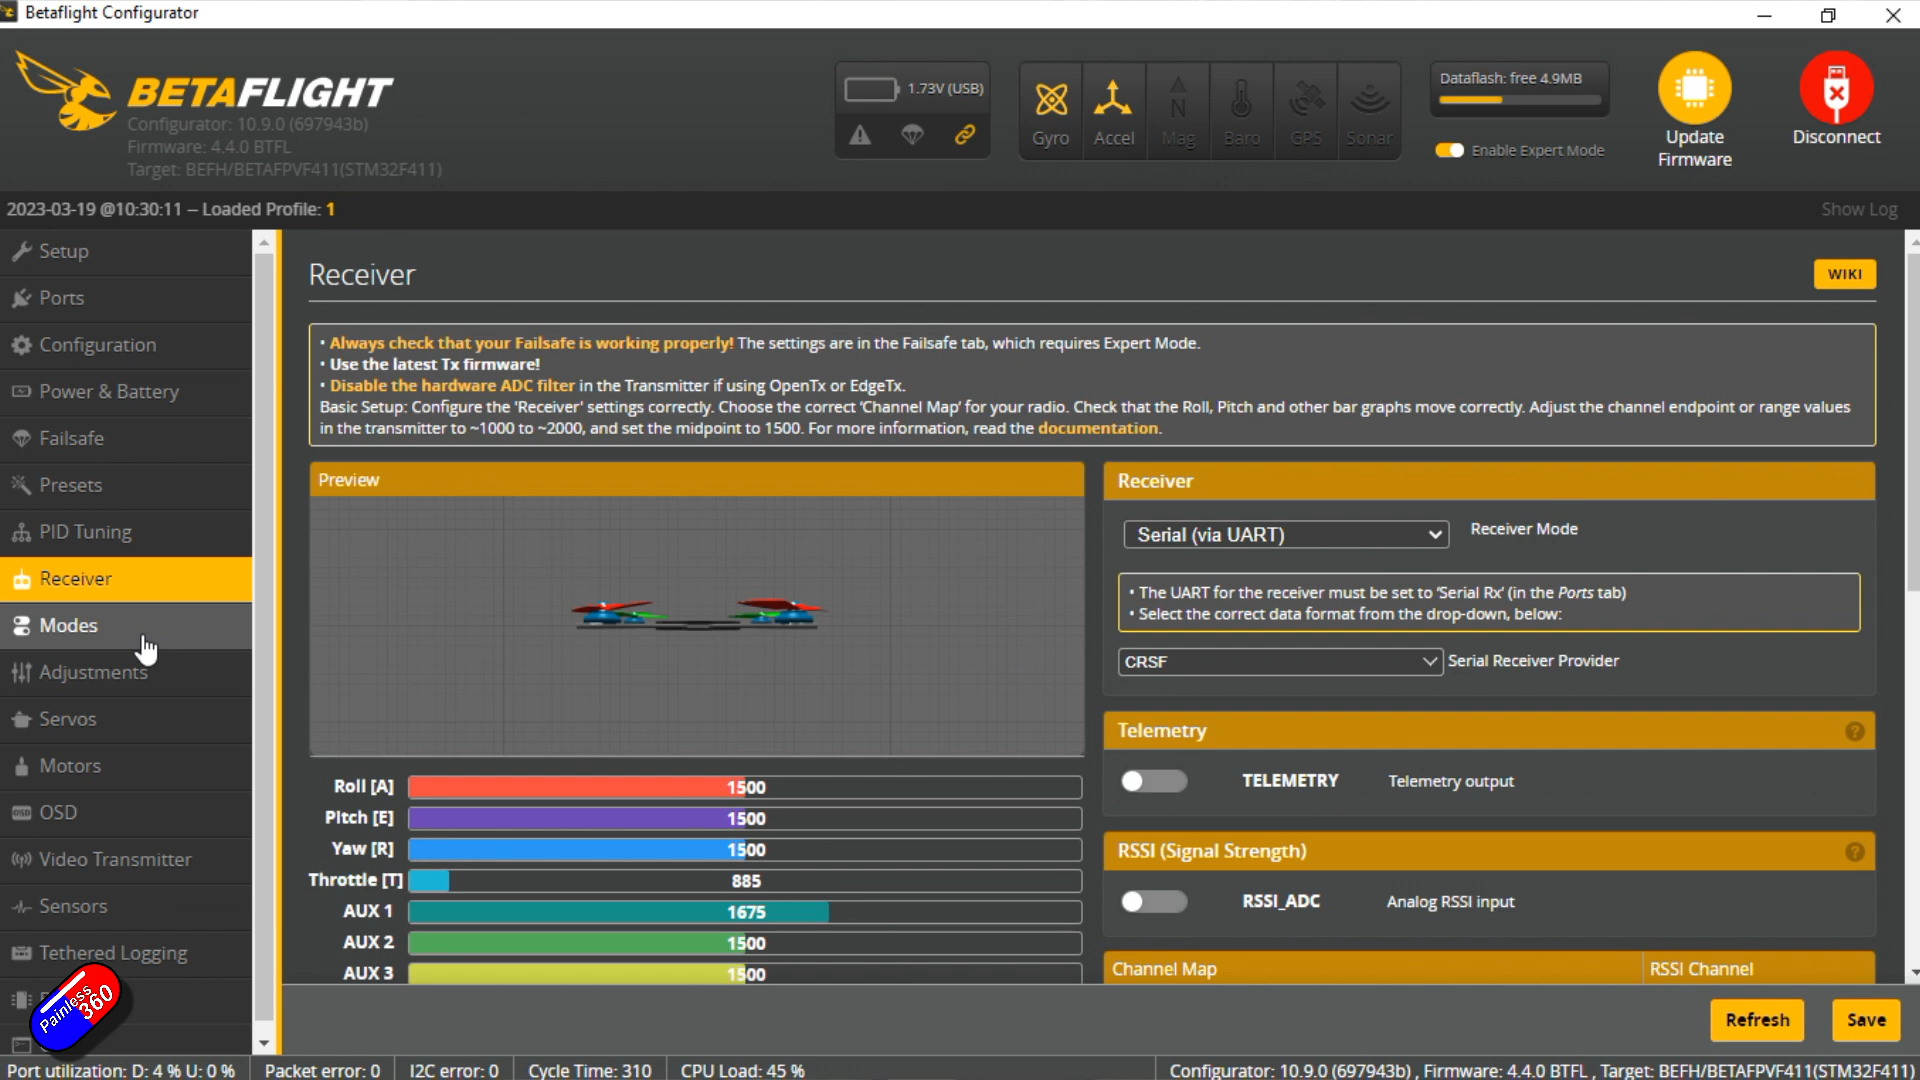 Betaflight Configurator
BETAFLIGHT
Configurator: 10.9.0 (697943b)
Firmware: 4.4.0 BTFL
Target: BEFH/BETAFPVF411(STM32F411)
1.73V (USB)
Gyro
Accel
Mag
Baro
GPS
Sonar
Dataflash: free 4.9MB
Enable Expert Mode
Update
Firmware
Disconnect
2023-03-19 @10:30:11 – Loaded Profile: 1
Show Log
Setup
Ports
Configuration
Power & Battery
Failsafe
Presets
PID Tuning
Receiver
Modes
Adjustments
Servos
Motors
OSD
Video Transmitter
Sensors
Tethered Logging
Painless
360
Receiver
WIKI
• Always check that your Failsafe is working properly! The settings are in the Failsafe tab, which requires Expert Mode.
• Use the latest Tx firmware!
• Disable the hardware ADC filter in the Transmitter if using OpenTx or EdgeTx.
Basic Setup: Configure the 'Receiver' settings correctly. Choose the correct 'Channel Map' for your radio. Check that the Roll, Pitch and other bar graphs move correctly. Adjust the channel endpoint or range values
in the transmitter to ~1000 to ~2000, and set the midpoint to 1500. For more information, read the documentation.
Preview
Roll [A] 1500
Pitch [E] 1500
Yaw [R] 1500
Throttle [T] 885
AUX 1 1675
AUX 2 1500
AUX 3 1500
Receiver
Serial (via UART) Receiver Mode
• The UART for the receiver must be set to 'Serial Rx' (in the Ports tab)
• Select the correct data format from the drop-down, below:
CRSF Serial Receiver Provider
Telemetry
TELEMETRY Telemetry output
RSSI (Signal Strength)
RSSI_ADC Analog RSSI input
Channel Map RSSI Channel
Refresh
Save
Port utilization: D: 4 % U: 0 % Packet error: 0 I2C error: 0 Cycle Time: 310 CPU Load: 45 % Configurator: 10.9.0 (697943b) , Firmware: 4.4.0 BTFL , Target: BEFH/BETAFPVF411(STM32F411)